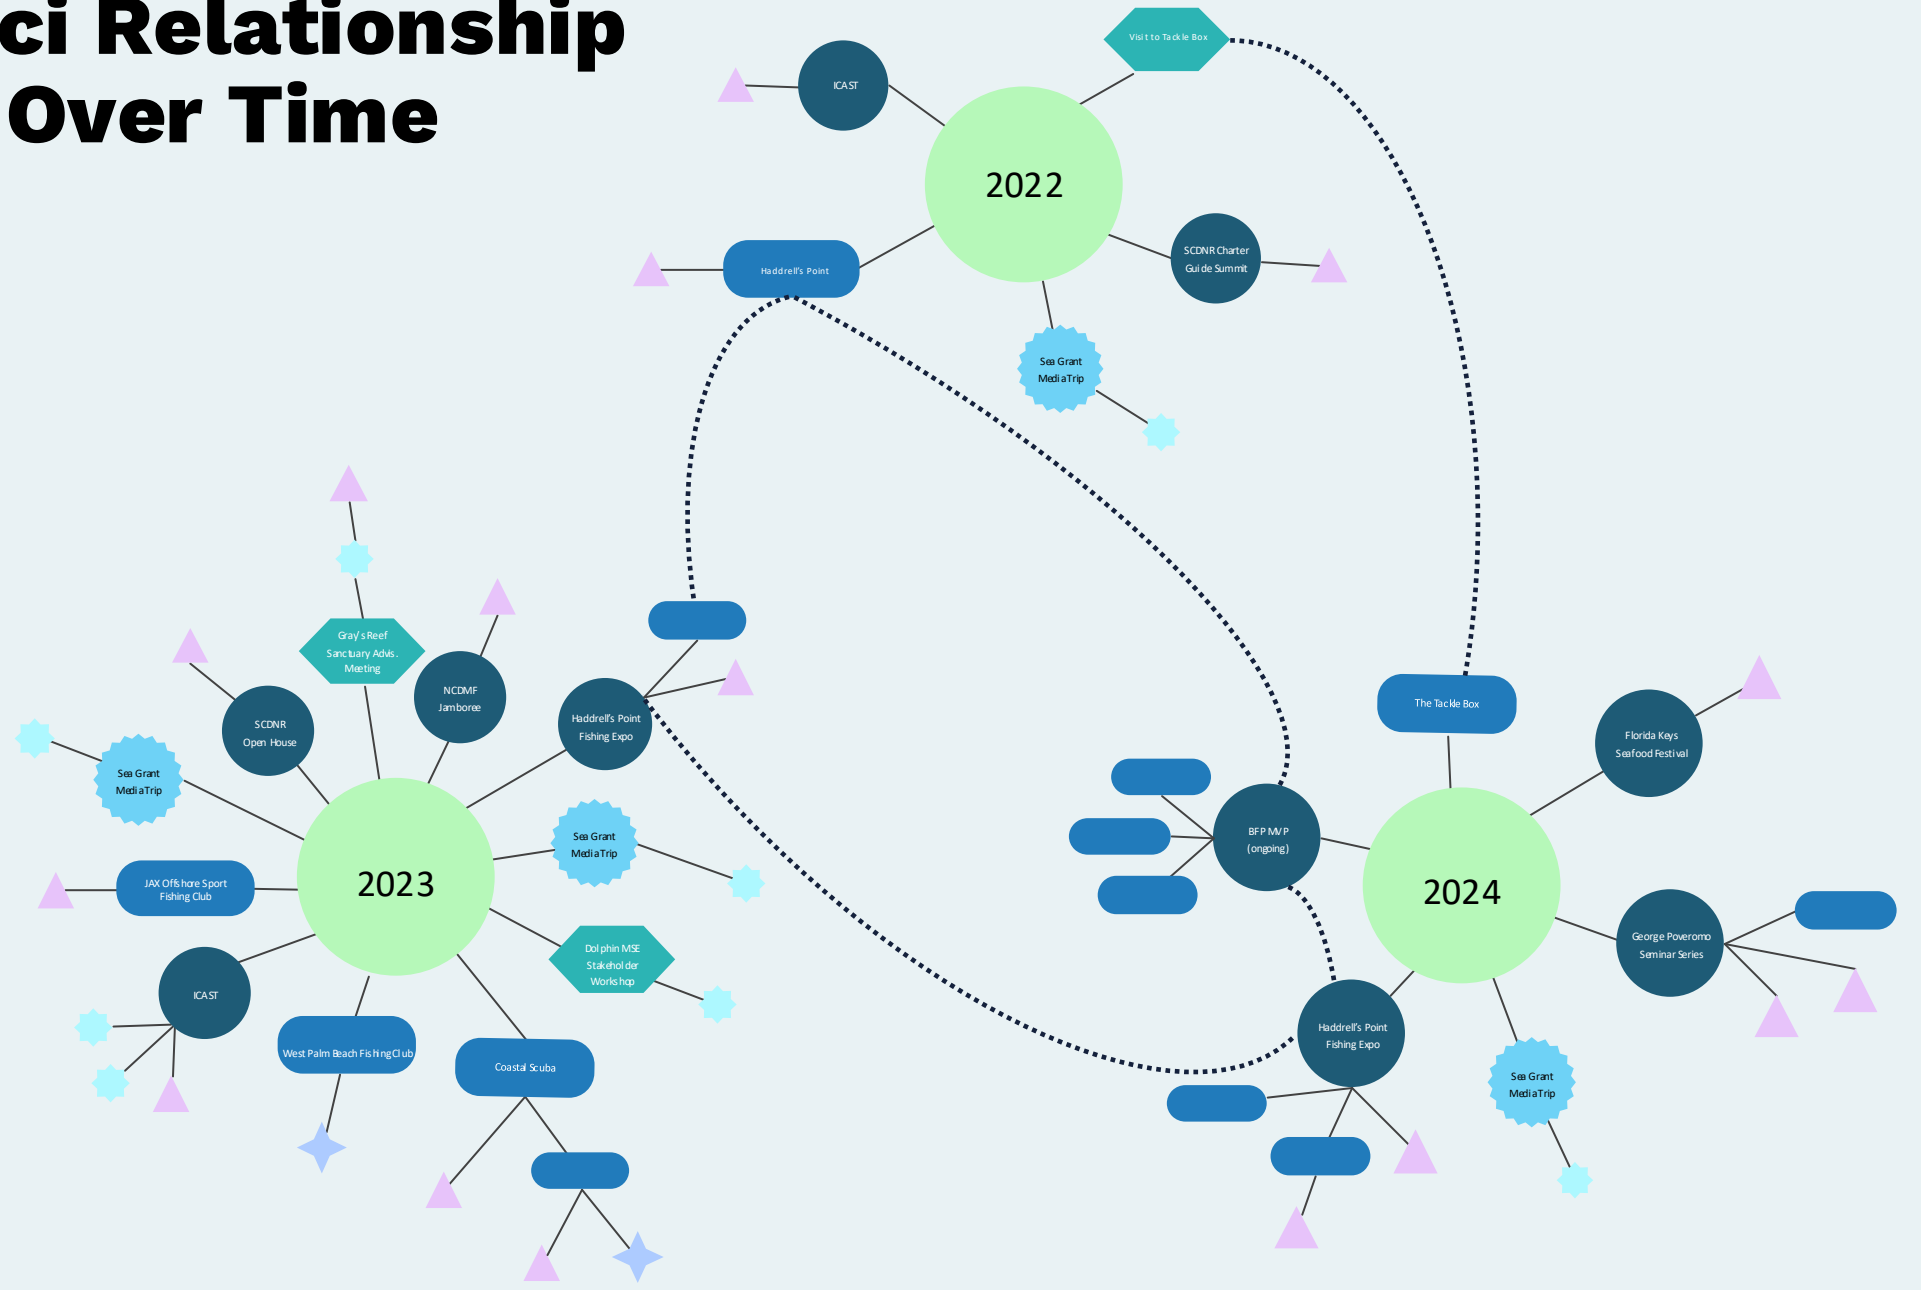 ci Relationship
Over Time
Visit to Tackle Box
ICAST
2022
SCDNR Charter
Guide Summit
Haddrell's Point
Sea Grant
Media Trip
Gray's Reef
Sanctuary Advis.
Meeting
NCDMF
Jamboree
SCDNR
Open House
Haddrell's Point
Fishing Expo
Sea Grant
Media Trip
Sea Grant
Media Trip
2023
JAX Offshore Sport
Fishing Club
Dolphin MSE
Stakeholder
Workshop
ICAST
West Palm Beach Fishing Club
Coastal Scuba
The Tackle Box
Florida Keys
Seafood Festival
BFP MVP
(ongoing)
2024
George Poveromo
Seminar Series
Haddrell's Point
Fishing Expo
Sea Grant
Media Trip